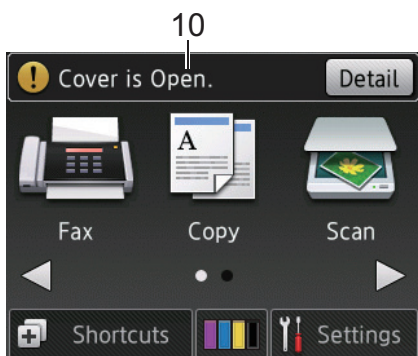 10
Cover is Open. Detail
A
Fax Copy Scan
Shortcuts Settings